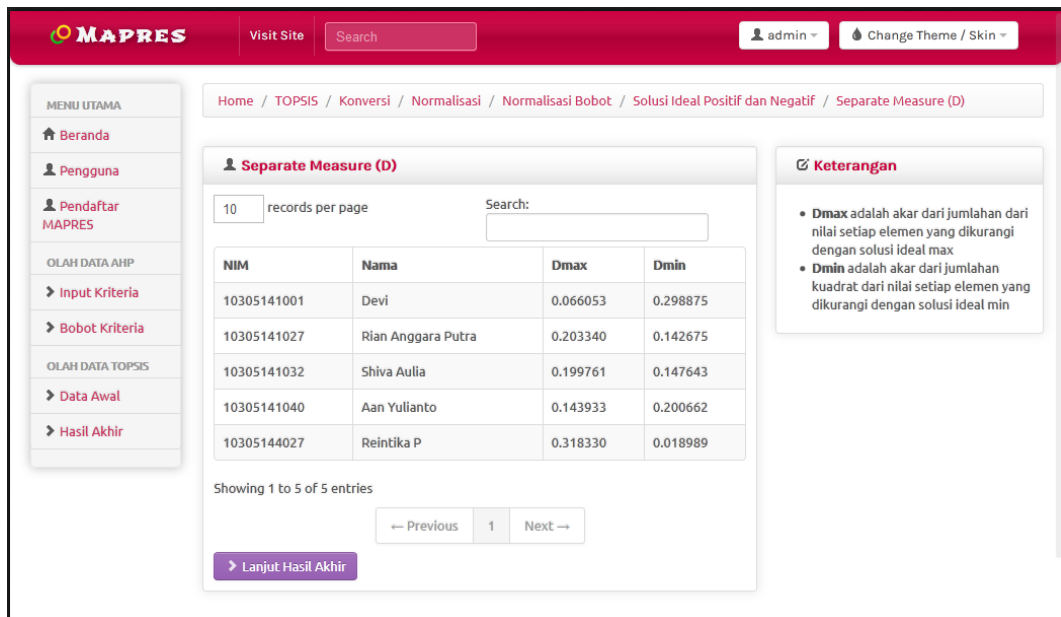 MAPRES
Visit Site
Search
admin
Change Theme / Skin
MENU UTAMA
Beranda
Pengguna
Pendaftar
MAPRES
OLAH DATA AHP
Input Kriteria
Bobot Kriteria
OLAH DATA TOPSIS
Data Awal
Hasil Akhir
Home / TOPSIS / Konversi / Normalisasi / Normalisasi Bobot / Solusi Ideal Positif dan Negatif / Separate Measure (D)
Separate Measure (D)
10 records per page
Search:
NIM Nama Dmax Dmin
10305141001 Devi 0.066053 0.298875
10305141027 Rian Anggara Putra 0.203340 0.142675
10305141032 Shiva Aulia 0.199761 0.147643
10305141040 Aan Yulianto 0.143933 0.200662
10305144027 Reintika P 0.318330 0.018989
Showing 1 to 5 of 5 entries
← Previous 1 Next →
Lanjut Hasil Akhir
Keterangan
• Dmax adalah akar dari jumlahan dari
nilai setiap elemen yang dikurangi
dengan solusi ideal max
• Dmin adalah akar dari jumlahan
kuadrat dari nilai setiap elemen yang
dikurangi dengan solusi ideal min